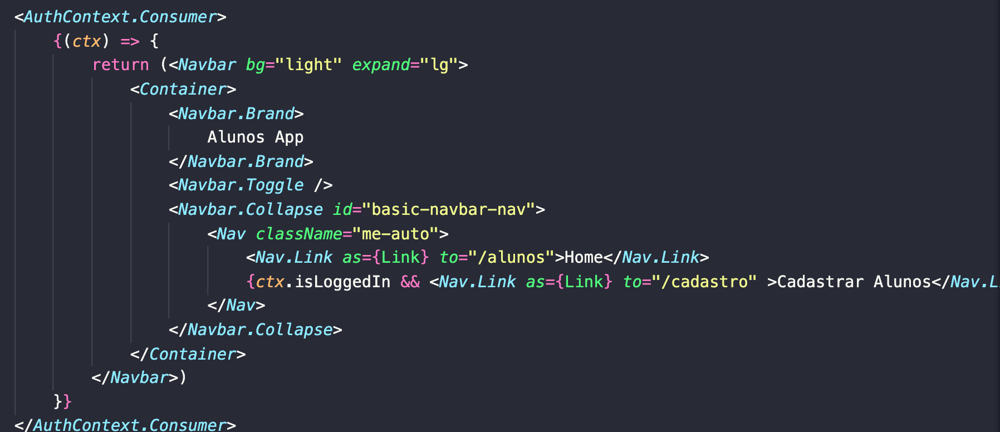 <AuthContext.Consumer>
{(ctx) => {
return (<Navbar bg="light" expand="lg">
<Container>
<Navbar.Brand>
Alunos App
</Navbar.Brand>
<Navbar.Toggle />
<Navbar.Collapse id="basic-navbar-nav">
<Nav className="me-auto">
<Nav.Link as={Link} to="/alunos">Home</Nav.Link>
{ctx.isLoggedIn && <Nav.Link as={Link} to="/cadastro" >Cadastrar Alunos</Nav.L
</Nav>
</Navbar.Collapse>
</Container>
</Navbar>)
}}
</AuthContext.Consumer>